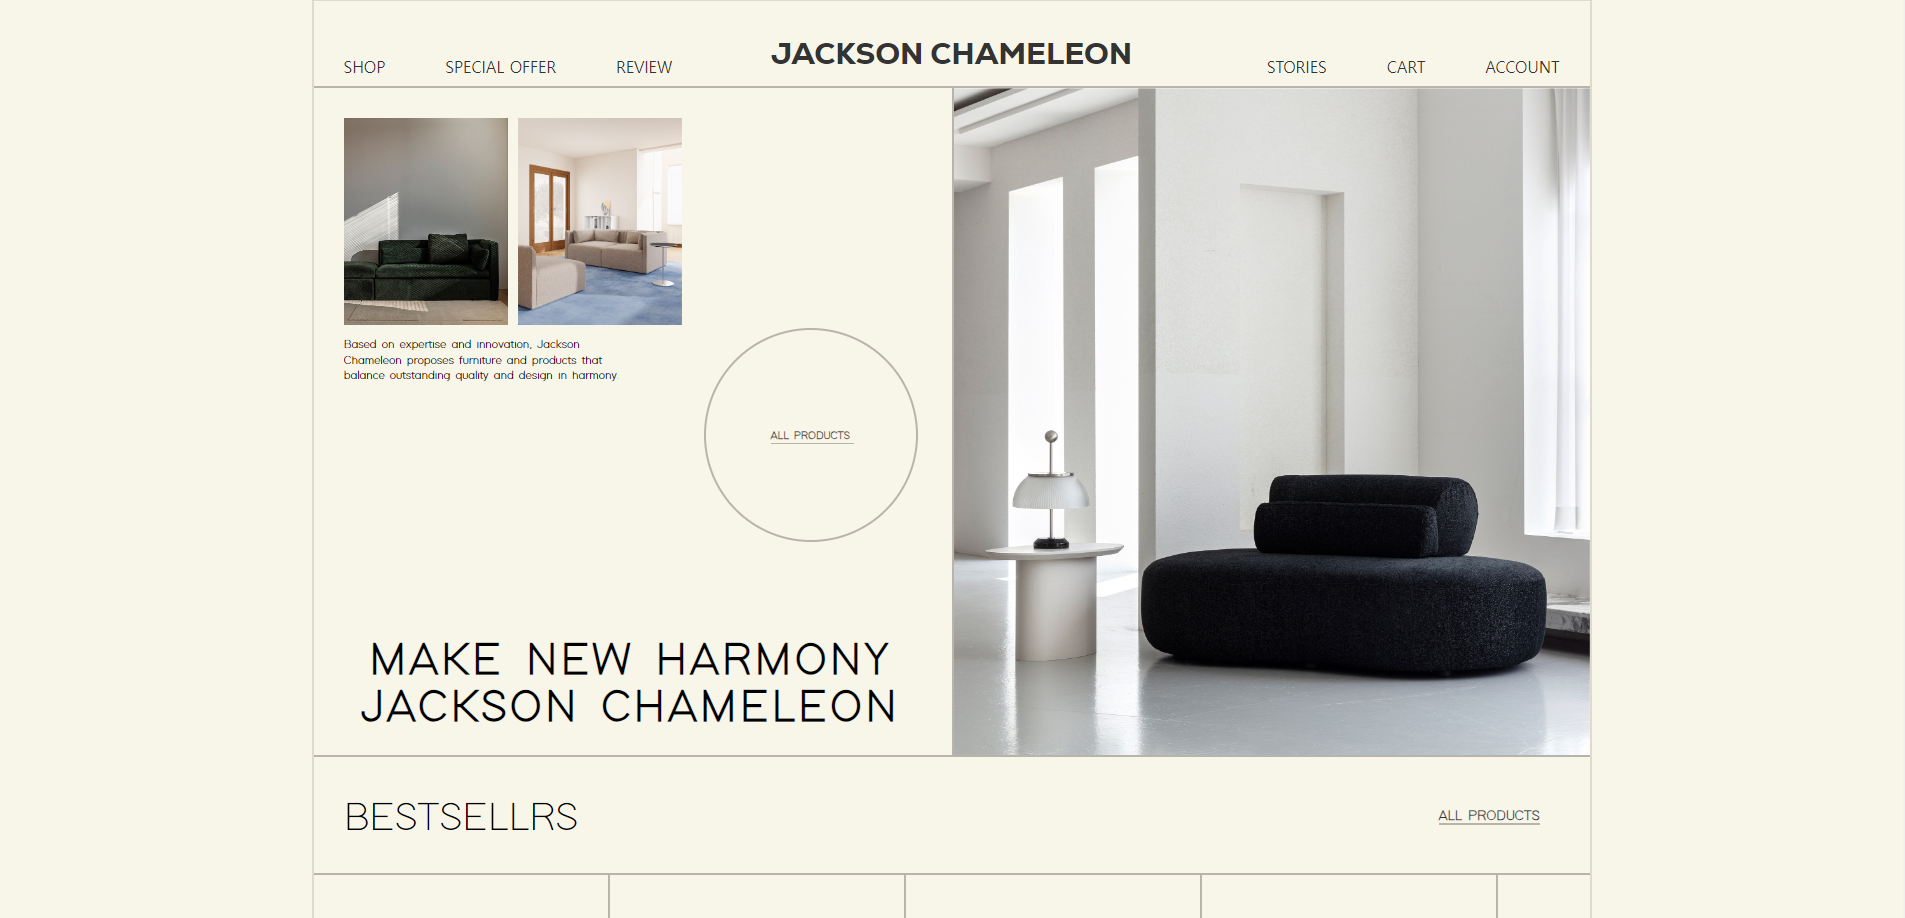 SHOP SPECIAL OFFER REVIEW JACKSON CHAMELEON STORIES CART ACCOUNT
Based on expertise and innovation, Jackson
Chameleon proposes furniture and products that
balance outstanding quality and design in harmony.
ALL PRODUCTS
MAKE NEW HARMONY
JACKSON CHAMELEON
BESTSELLRS ALL PRODUCTS